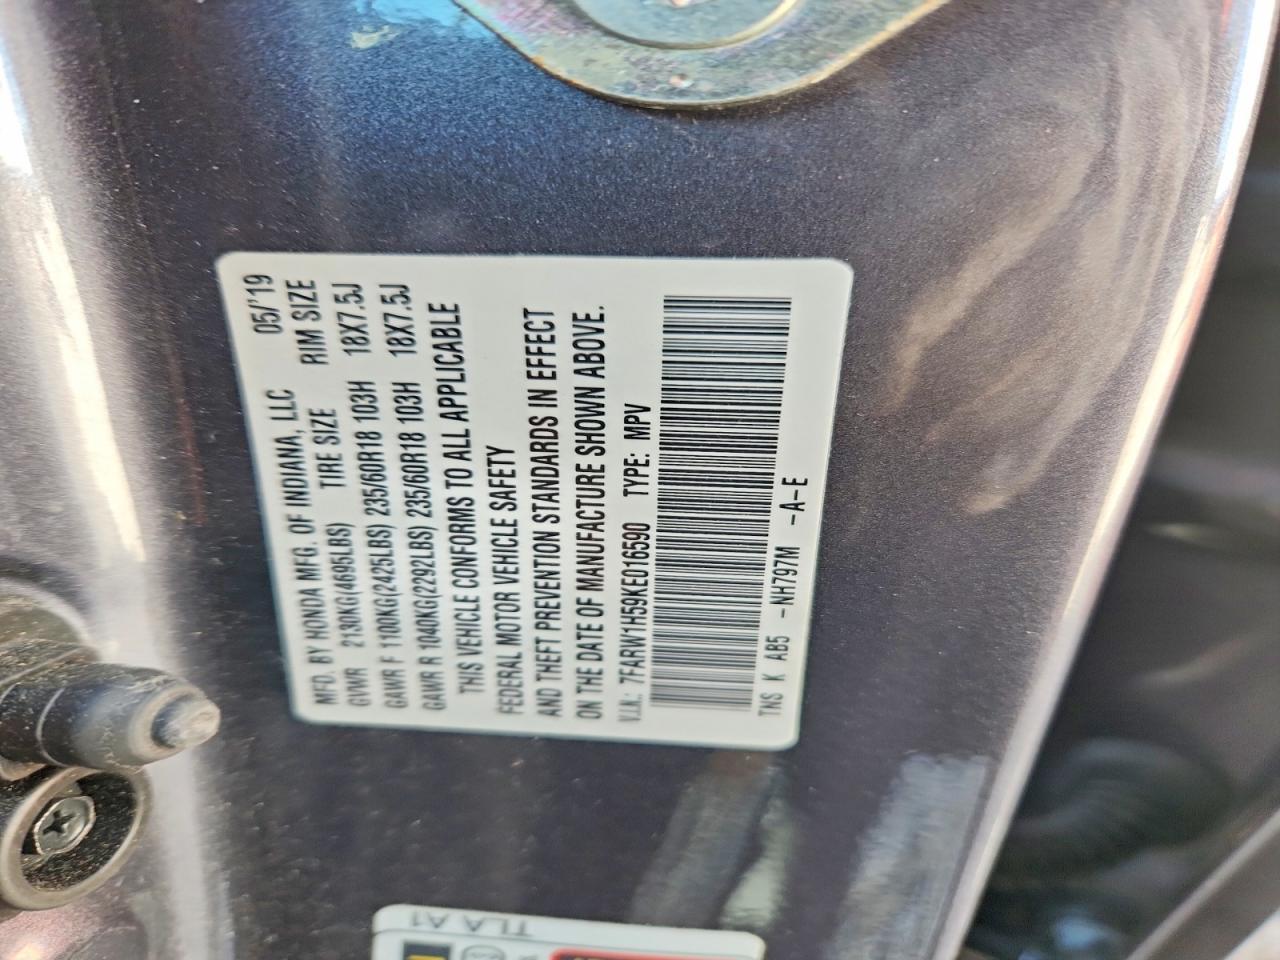 MFD. BY HONDA MFG. OF INDIANA, LLC 05/'19
GVWR 2130KG(4695LBS) TIRE SIZE RIM SIZE
GAWR F 1100KG(2425LBS) 235/60R18 103H 18X7.5J
GAWR R 1040KG(2292LBS) 235/60R18 103H 18X7.5J
THIS VEHICLE CONFORMS TO ALL APPLICABLE
FEDERAL MOTOR VEHICLE SAFETY
AND THEFT PREVENTION STANDARDS IN EFFECT
ON THE DATE OF MANUFACTURE SHOWN ABOVE.
V.I.N.: 7FARW1H59KE016590 TYPE: MPV
TNS K AB5 -NH797M -A-E
TLA A1